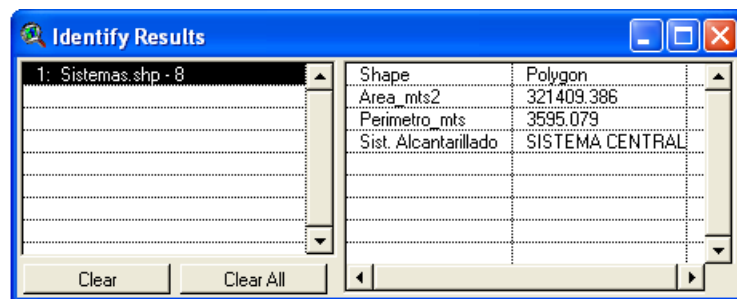 Identify Results
1: Sistemas.shp - 8
Shape Polygon
Area_mts2 321409.386
Perimetro_mts 3595.079
Sist. Alcantarillado SISTEMA CENTRAL
Clear Clear All